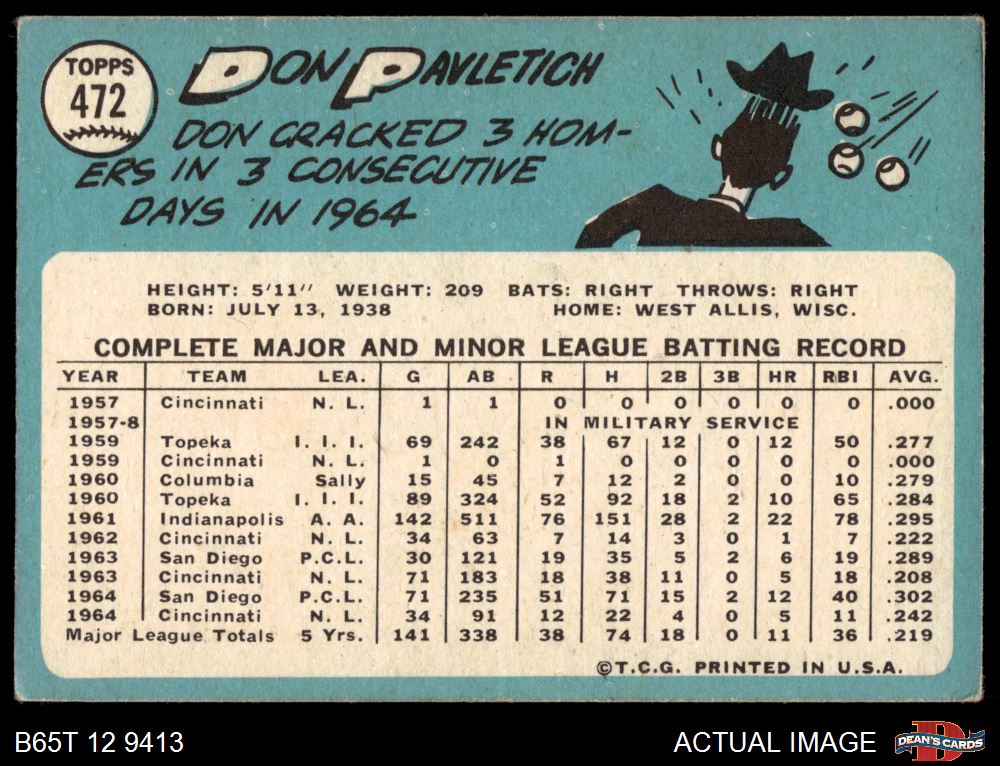 TOPPS
472
DON PAVLETICH
DON CRACKED 3 HOM-
ERS IN 3 CONSECUTIVE
DAYS IN 1964
HEIGHT: 5'11" WEIGHT: 209 BATS: RIGHT THROWS: RIGHT
BORN: JULY 13, 1938 HOME: WEST ALLIS, WISC.
COMPLETE MAJOR AND MINOR LEAGUE BATTING RECORD
YEAR TEAM LEA. G AB R H 2B 3B HR RBI AVG.
1957 Cincinnati N. L. 1 1 0 0 0 0 0 0 .000
1957-8 IN MILITARY SERVICE
1959 Topeka I. I. I. 69 242 38 67 12 0 12 50 .277
1959 Cincinnati N. L. 1 0 1 0 0 0 0 0 .000
1960 Columbia Sally 15 45 7 12 2 0 0 10 .279
1960 Topeka I. I. I. 89 324 52 92 18 2 10 65 .284
1961 Indianapolis A. A. 142 511 76 151 28 2 22 78 .295
1962 Cincinnati N. L. 34 63 7 14 3 0 1 7 .222
1963 San Diego P.C.L. 30 121 19 35 5 2 6 19 .289
1963 Cincinnati N. L. 71 183 18 38 11 0 5 18 .208
1964 San Diego P.C.L. 71 235 51 71 15 2 12 40 .302
1964 Cincinnati N. L. 34 91 12 22 4 0 5 11 .242
Major League Totals 5 Yrs. 141 338 38 74 18 0 11 36 .219
©T.C.G. PRINTED IN U.S.A.
B65T 12 9413 ACTUAL IMAGE DEAN'S CARDS